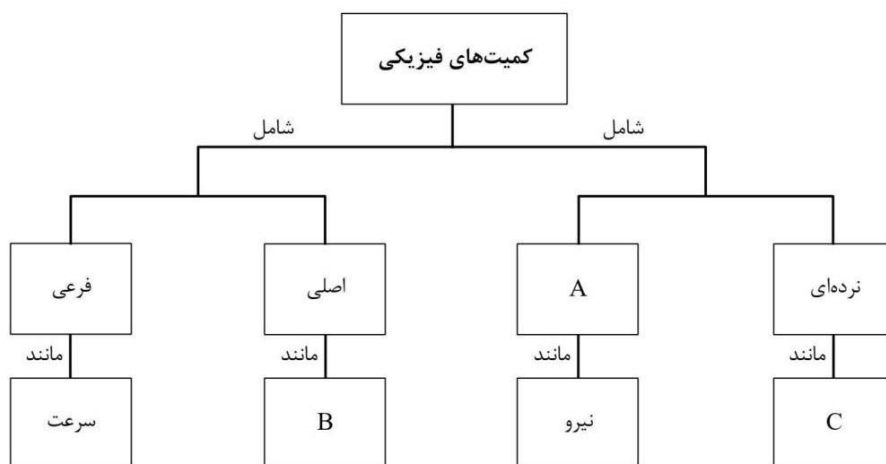 کمیت‌های فیزیکی
شامل
شامل
نرده‌ای
A
اصلی
فرعی
مانند
مانند
مانند
مانند
C
نیرو
B
سرعت